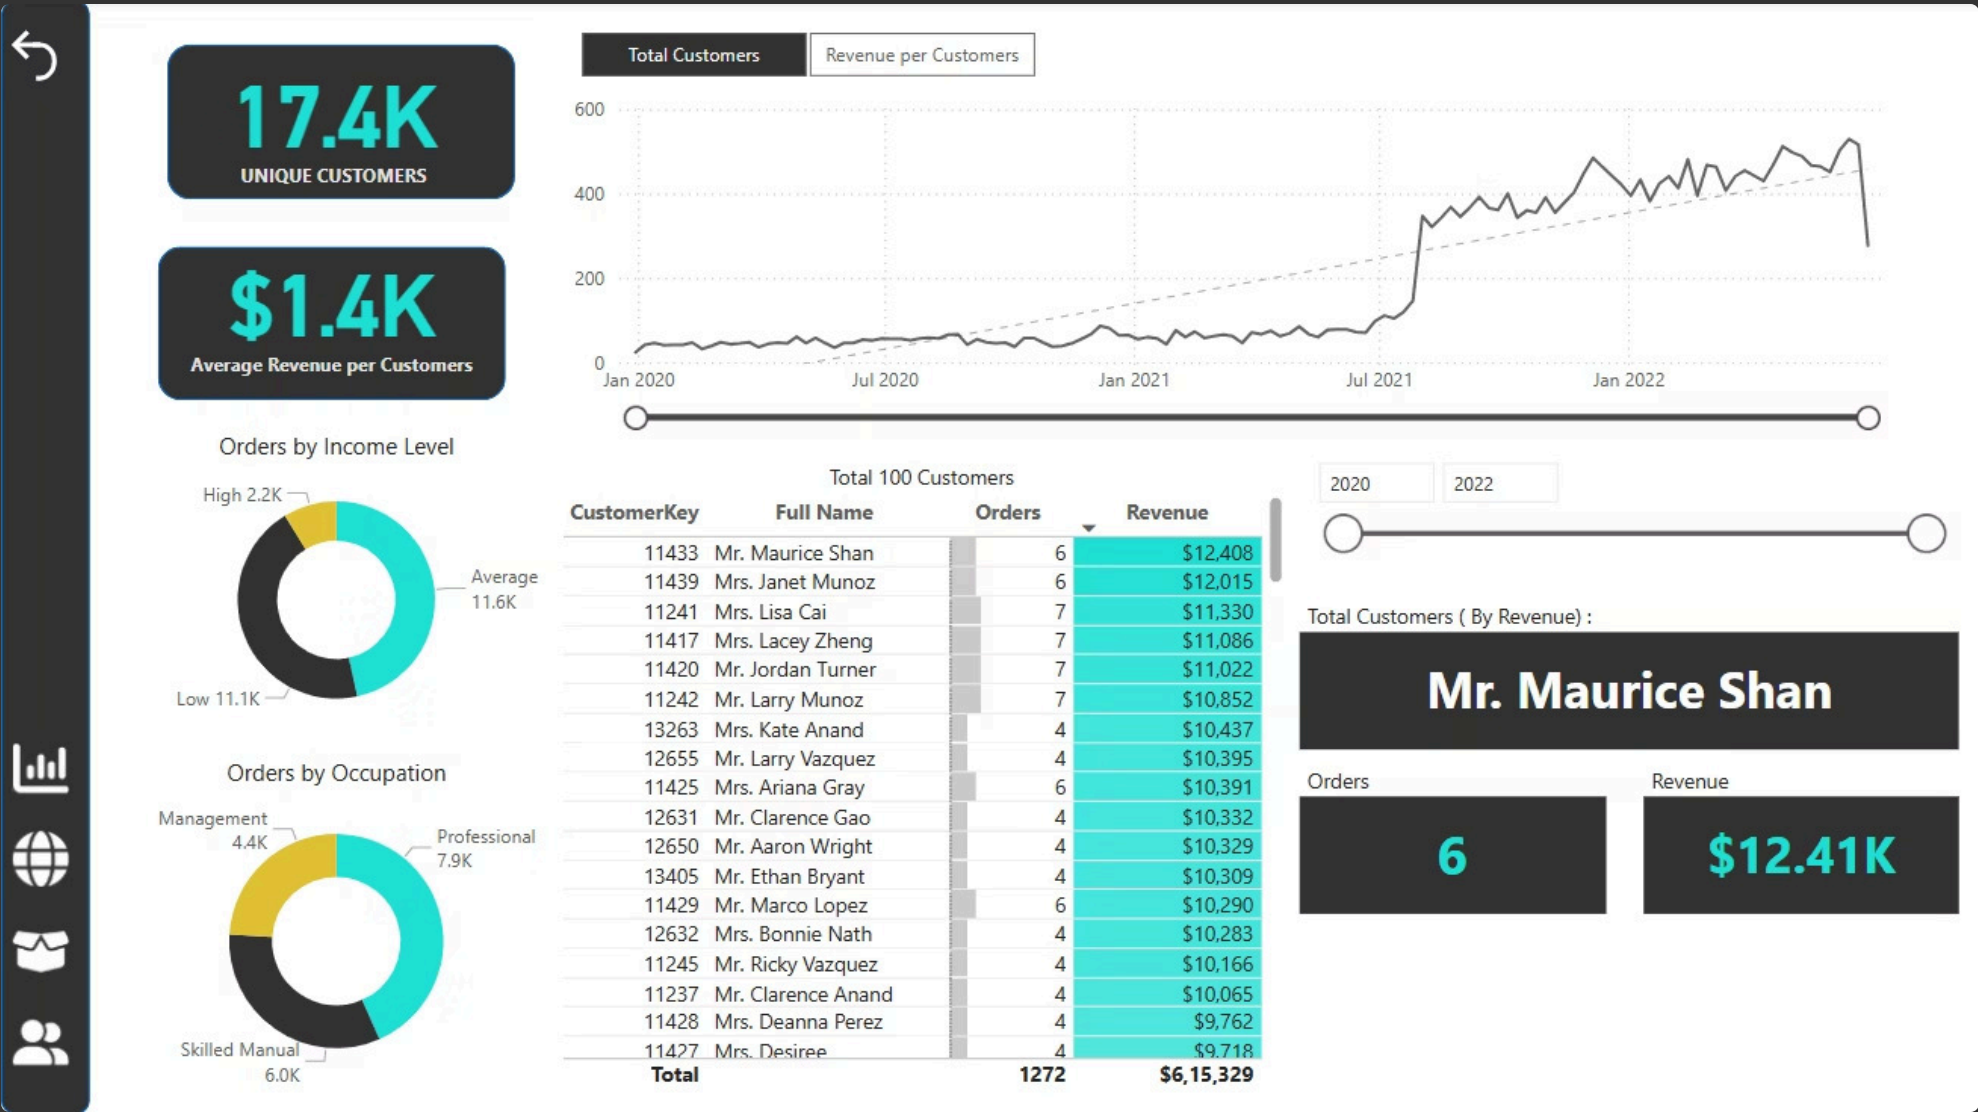 17.4K
UNIQUE CUSTOMERS
$1.4K
Average Revenue per Customers
Total Customers
Revenue per Customers
600
400
200
0
Jan 2020
Jul 2020
Jan 2021
Jul 2021
Jan 2022
Orders by Income Level
High 2.2K
Average
11.6K
Low 11.1K
Orders by Occupation
Management
4.4K
Professional
7.9K
Skilled Manual
6.0K
Total 100 Customers
CustomerKey Full Name Orders Revenue
11433 Mr. Maurice Shan 6 $12,408
11439 Mrs. Janet Munoz 6 $12,015
11241 Mrs. Lisa Cai 7 $11,330
11417 Mrs. Lacey Zheng 7 $11,086
11420 Mr. Jordan Turner 7 $11,022
11242 Mr. Larry Munoz 7 $10,852
13263 Mrs. Kate Anand 4 $10,437
12655 Mr. Larry Vazquez 4 $10,395
11425 Mrs. Ariana Gray 6 $10,391
12631 Mr. Clarence Gao 4 $10,332
12650 Mr. Aaron Wright 4 $10,329
13405 Mr. Ethan Bryant 4 $10,309
11429 Mr. Marco Lopez 6 $10,290
12632 Mrs. Bonnie Nath 4 $10,283
11245 Mr. Ricky Vazquez 4 $10,166
11237 Mr. Clarence Anand 4 $10,065
11428 Mrs. Deanna Perez 4 $9,762
11427 Mrs. Desiree 4 $9,718
Total 1272 $6,15,329
2020
2022
Total Customers ( By Revenue) :
Mr. Maurice Shan
Orders
6
Revenue
$12.41K